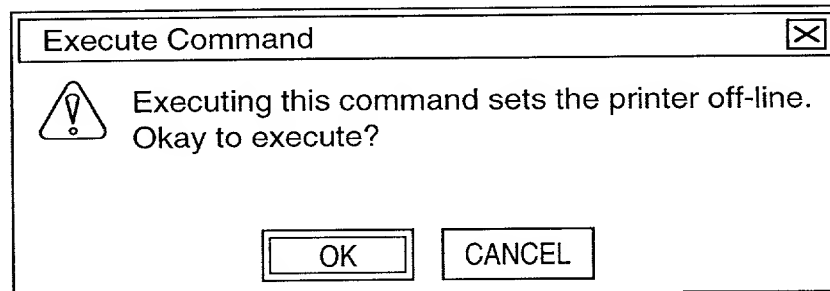 Execute Command
Executing this command sets the printer off-line.
Okay to execute?
OK CANCEL